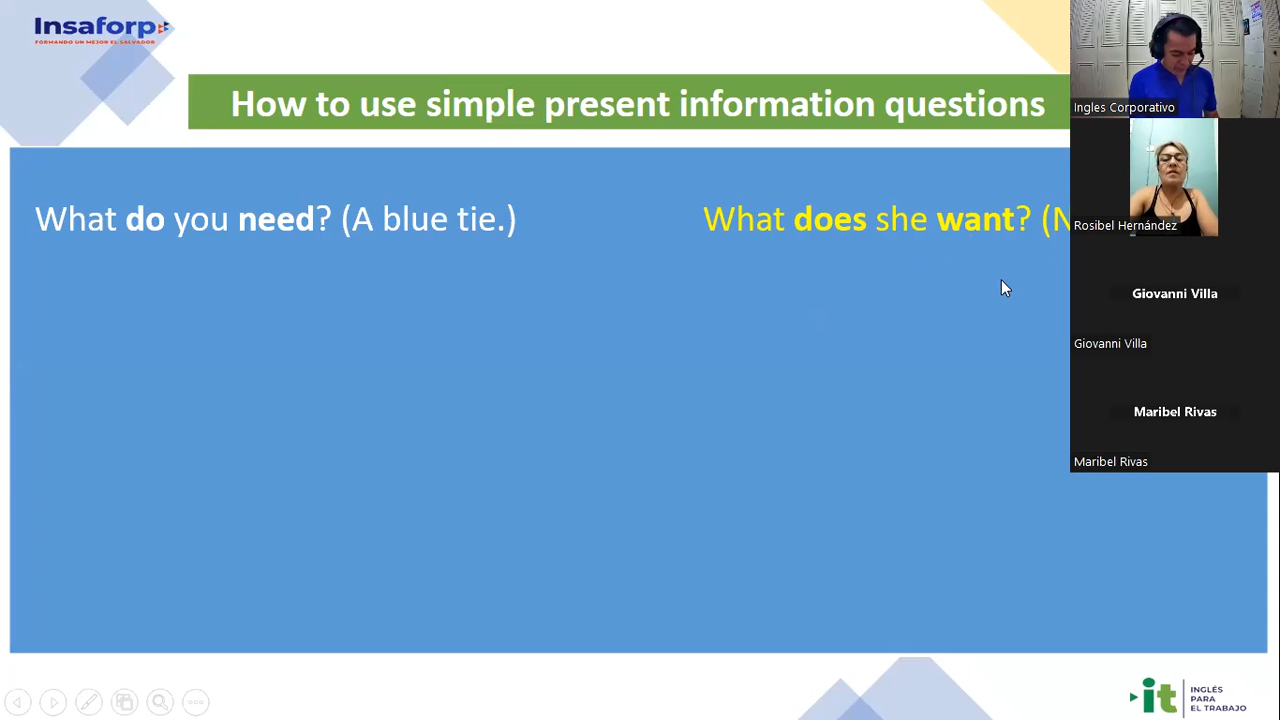 Insaforp
FORMANDO UN MEJOR EL SALVADOR
How to use simple present information questions
What do you need? (A blue tie.)
What does she want? (N
Ingles Corporativo
Rosibel Hernández
Giovanni Villa
Giovanni Villa
Maribel Rivas
Maribel Rivas
it
INGLÉS
PARA
EL TRABAJO